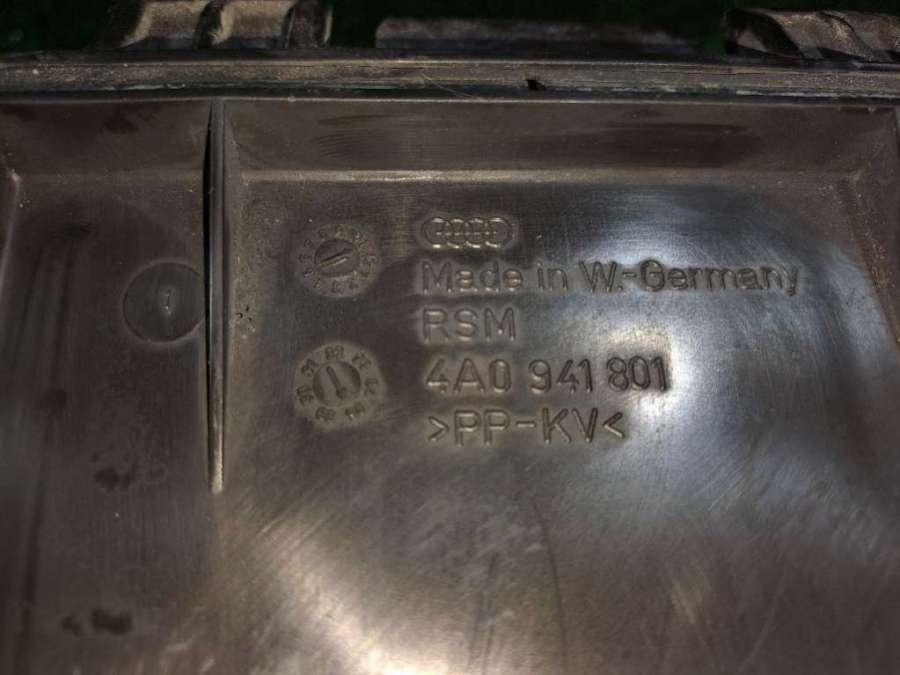 Made in W.-Germany
RSM
4A0 941 801
>PP-KV<